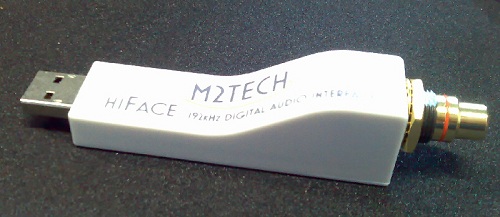 M2TECH
HIFACE 192KHZ DIGITAL AUDIO INTERFACE